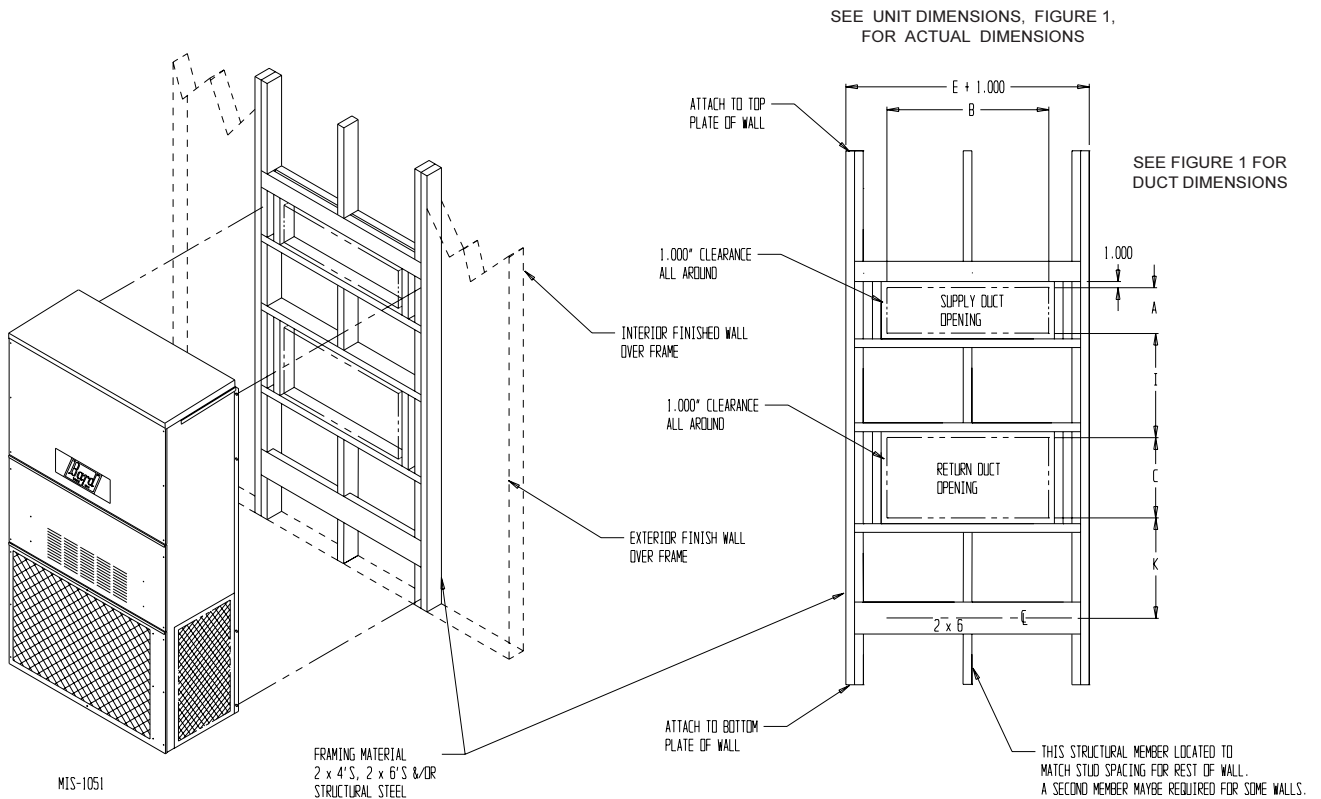 SEE UNIT DIMENSIONS, FIGURE 1,
FOR ACTUAL DIMENSIONS
E + 1.000
B
ATTACH TO TOP
PLATE OF WALL
SEE FIGURE 1 FOR
DUCT DIMENSIONS
1.000" CLEARANCE
ALL AROUND
1.000
SUPPLY DUCT
OPENING
A
INTERIOR FINISHED WALL
OVER FRAME
I
1.000" CLEARANCE
ALL AROUND
RETURN DUCT
OPENING
C
Bard
EXTERIOR FINISH WALL
OVER FRAME
K
2 x 6
℄
ATTACH TO BOTTOM
PLATE OF WALL
FRAMING MATERIAL
2 x 4'S, 2 x 6'S &/OR
STRUCTURAL STEEL
THIS STRUCTURAL MEMBER LOCATED TO
MATCH STUD SPACING FOR REST OF WALL.
A SECOND MEMBER MAYBE REQUIRED FOR SOME WALLS.
MIS-1051